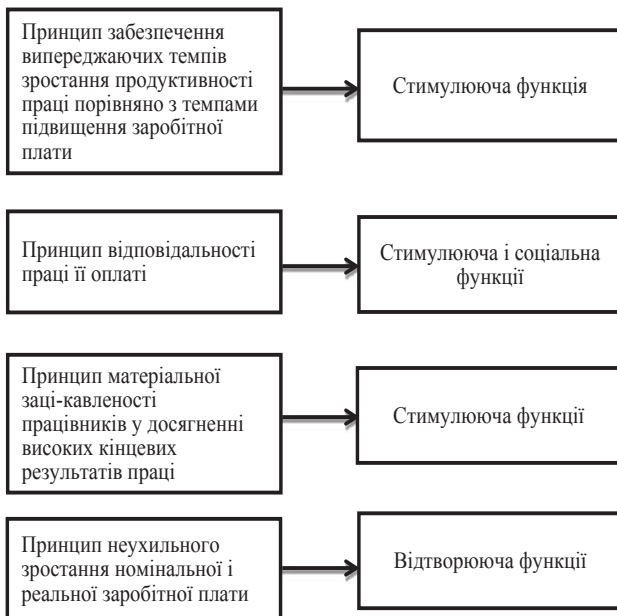 Принцип забезпечення
випереджаючих темпів
зростання продуктивності
праці порівняно з темпами
підвищення заробітної
плати
Стимулююча функція
Принцип відповідальності
праці її оплаті
Стимулююча і соціальна
функції
Принцип матеріальної
заці-кавленості
працівників у досягненні
високих кінцевих
результатів праці
Стимулююча функції
Принцип неухильного
зростання номінальної і
реальної заробітної плати
Відтворююча функції